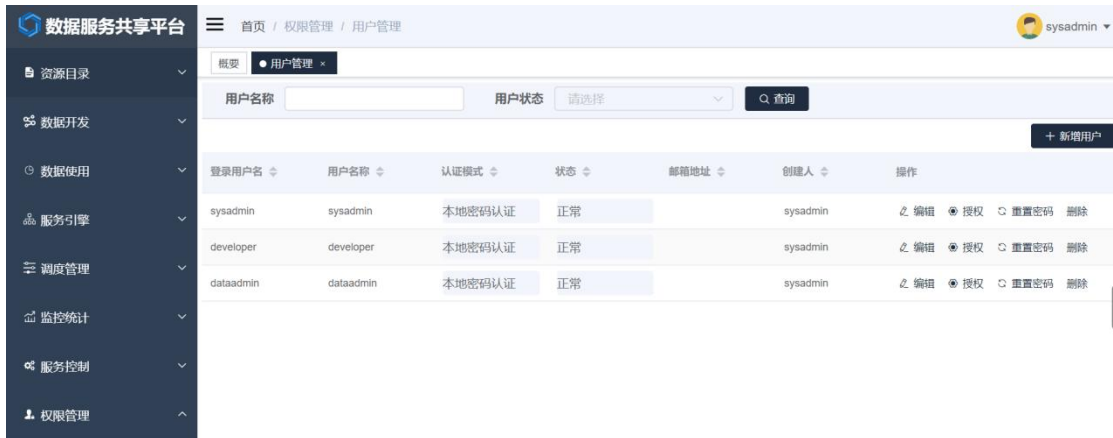 数据服务共享平台
首页 / 权限管理 / 用户管理
sysadmin
概要
用户管理 ×
资源目录
数据开发
数据使用
服务引擎
调度管理
监控统计
服务控制
权限管理
用户名称
用户状态 请选择 查询
+ 新增用户
登录用户名 用户名称 认证模式 状态 邮箱地址 创建人 操作
sysadmin sysadmin 本地密码认证 正常 sysadmin 编辑 授权 重置密码 删除
developer developer 本地密码认证 正常 sysadmin 编辑 授权 重置密码 删除
dataadmin dataadmin 本地密码认证 正常 sysadmin 编辑 授权 重置密码 删除